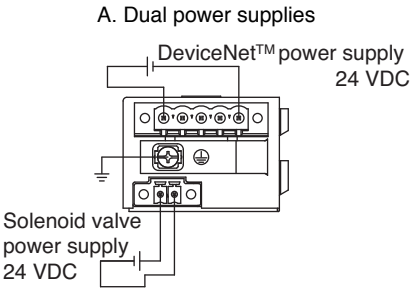 A. Dual power supplies
DeviceNet™ power supply
24 VDC
Solenoid valve
power supply
24 VDC